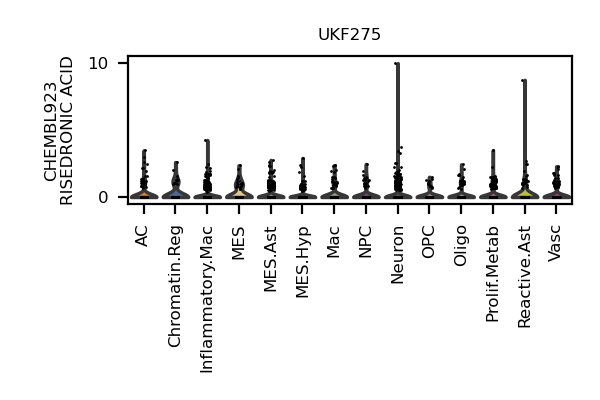 UKF275
CHEMBL923
RISEDRONIC ACID
10
0
AC
Chromatin.Reg
Inflammatory.Mac
MES
MES.Ast
MES.Hyp
Mac
NPC
Neuron
OPC
Oligo
Prolif.Metab
Reactive.Ast
Vasc